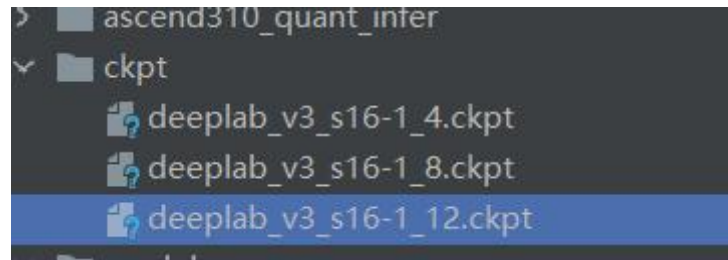 ascend310_quant_infer
ckpt
deeplab_v3_s16-1_4.ckpt
deeplab_v3_s16-1_8.ckpt
deeplab_v3_s16-1_12.ckpt